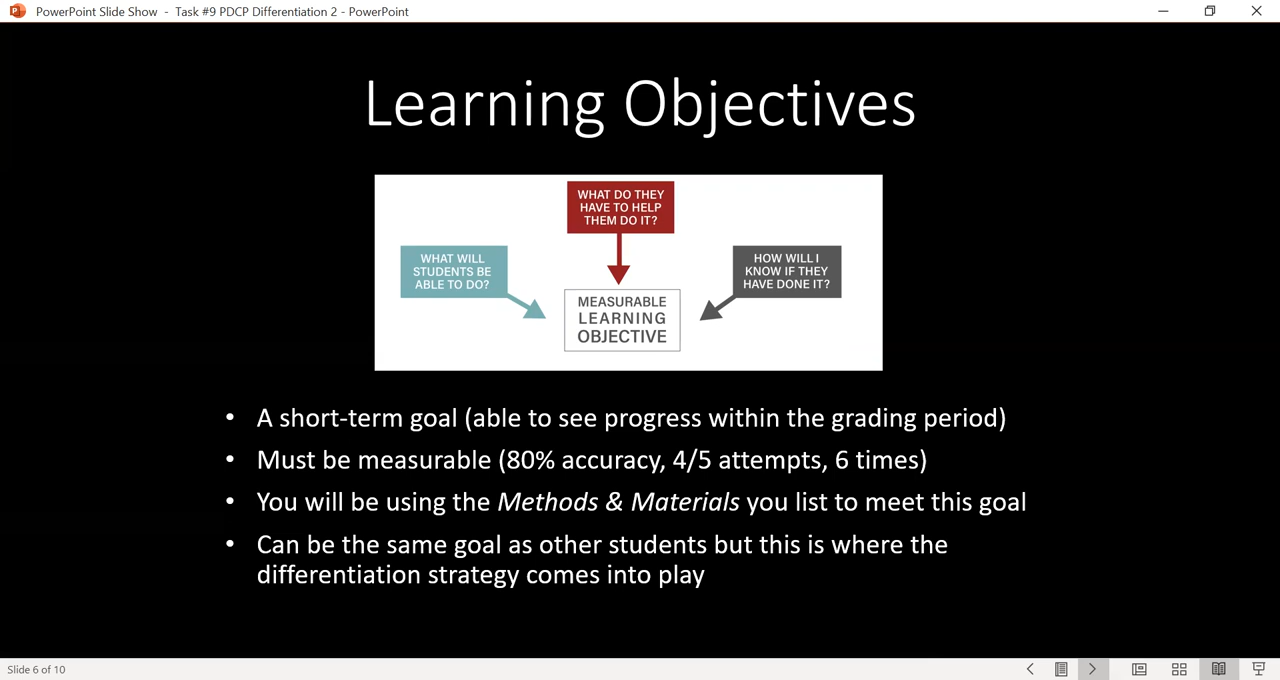 PowerPoint Slide Show - Task #9 PDCP Differentiation 2 - PowerPoint
Learning Objectives
WHAT DO THEY
HAVE TO HELP
THEM DO IT?
WHAT WILL
STUDENTS BE
ABLE TO DO?
HOW WILL I
KNOW IF THEY
HAVE DONE IT?
MEASURABLE
LEARNING
OBJECTIVE
• A short-term goal (able to see progress within the grading period)
• Must be measurable (80% accuracy, 4/5 attempts, 6 times)
• You will be using the Methods & Materials you list to meet this goal
• Can be the same goal as other students but this is where the
differentiation strategy comes into play
Slide 6 of 10